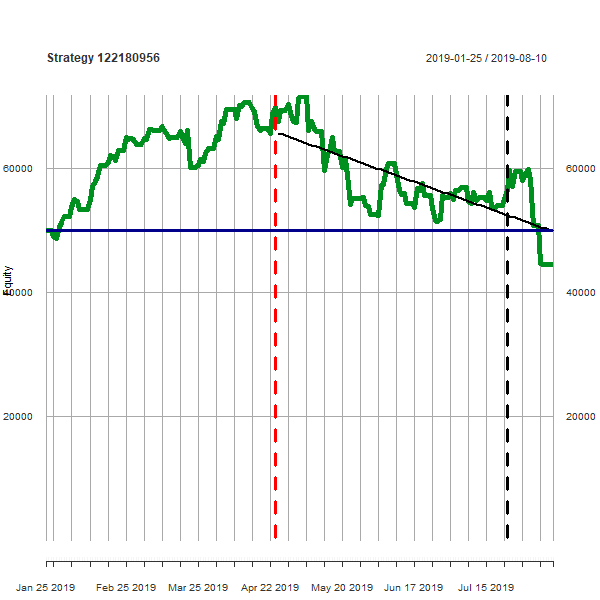 Strategy 122180956
2019-01-25 / 2019-08-10
60000
60000
Equity
40000
40000
20000
20000
Jan 25 2019
Feb 25 2019
Mar 25 2019
Apr 22 2019
May 20 2019
Jun 17 2019
Jul 15 2019